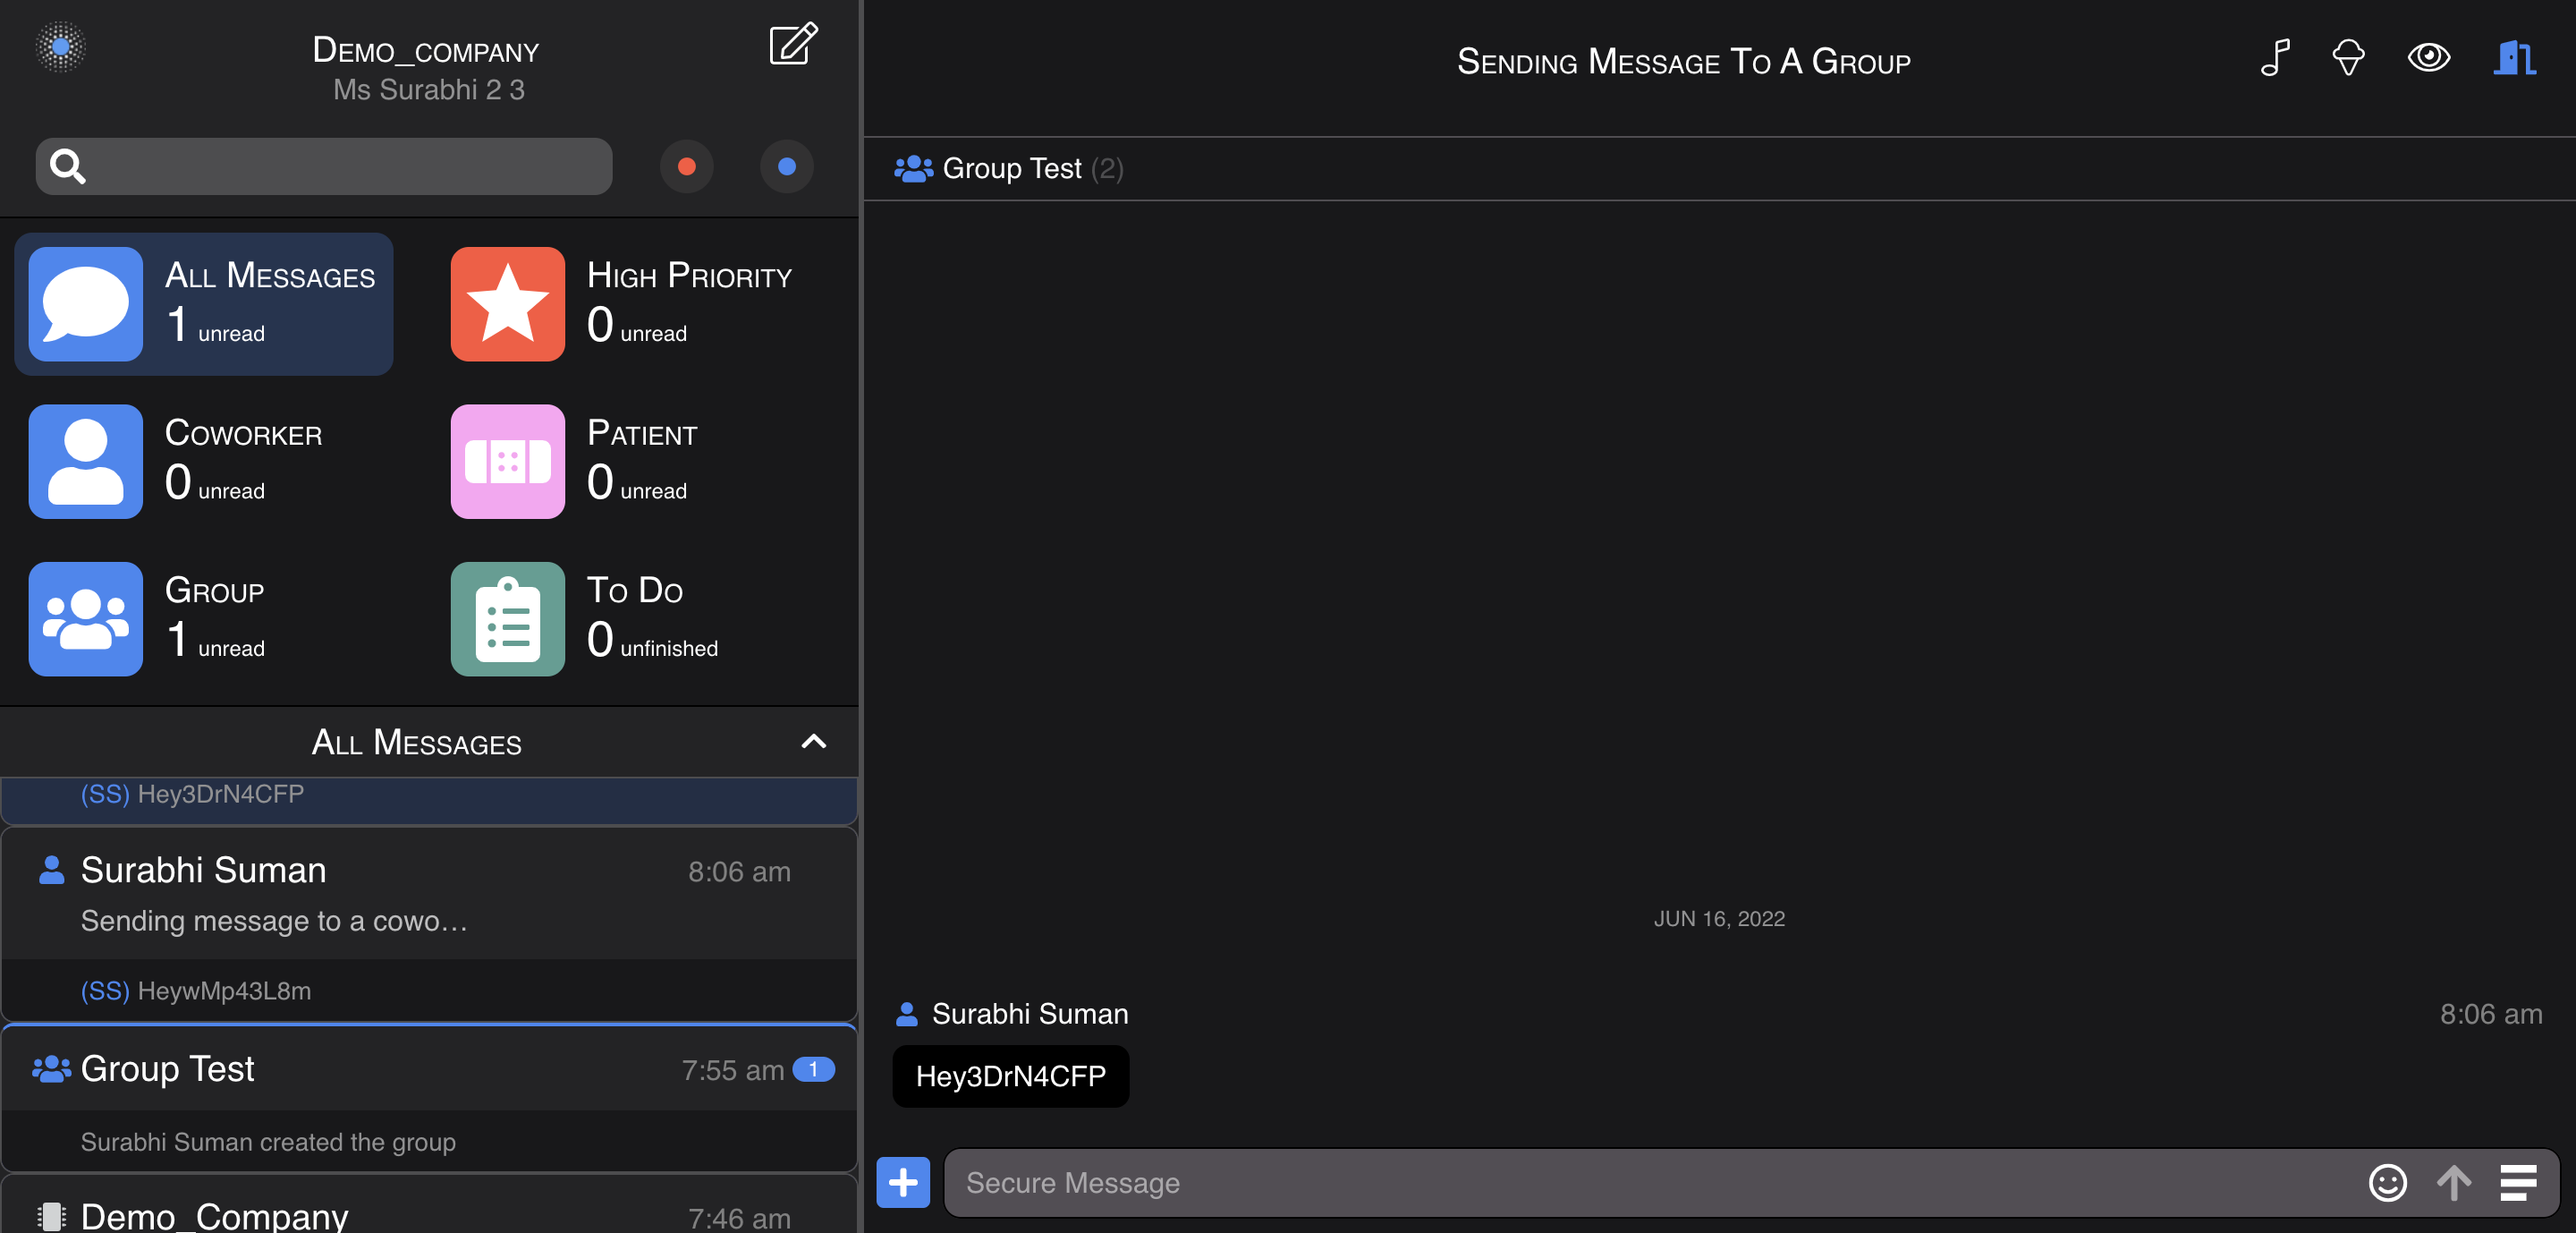 Demo_company
Ms Surabhi 2 3
All Messages
1 unread
High Priority
0 unread
Coworker
0 unread
Patient
0 unread
Group
1 unread
To Do
0 unfinished
All Messages
(SS) Hey3DrN4CFP
Surabhi Suman 8:06 am
Sending message to a cowo…
(SS) HeywMp43L8m
Group Test 7:55 am 1
Surabhi Suman created the group
Demo_Company 7:46 am
Sending Message To A Group
Group Test (2)
JUN 16, 2022
Surabhi Suman 8:06 am
Hey3DrN4CFP
Secure Message